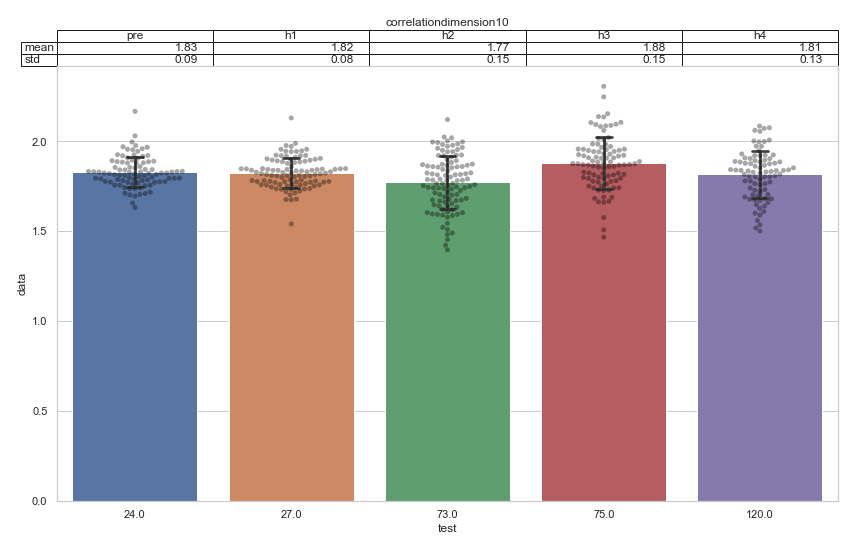 correlationdimension10
pre h1 h2 h3 h4
mean 1.83 1.82 1.77 1.88 1.81
std 0.09 0.08 0.15 0.15 0.13
2.0
1.5
1.0
0.5
0.0
data
24.0 27.0 73.0 75.0 120.0
test